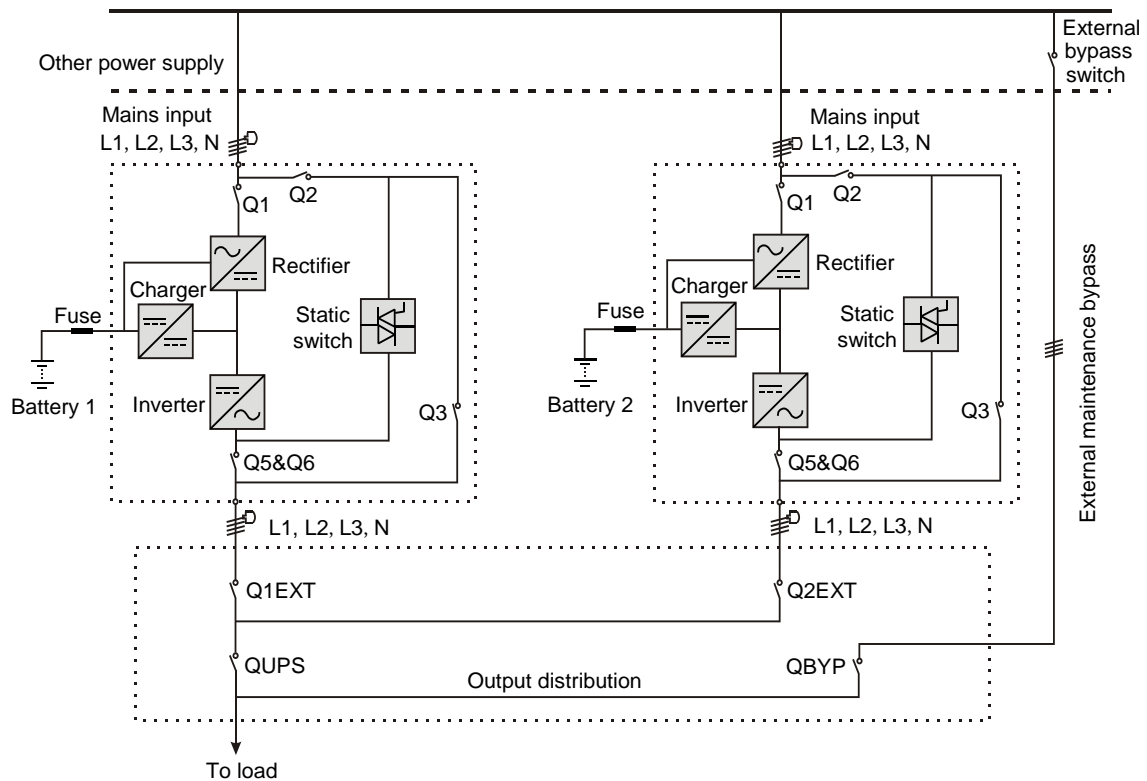 External
bypass
switch
Other power supply
Mains input
L1, L2, L3, N
Mains input
L1, L2, L3, N
Q2
Q1
Q2
Q1
Rectifier
Rectifier
Charger
Charger
Fuse
Fuse
Static
switch
Static
switch
Battery 1
Inverter
Q3
Battery 2
Inverter
Q3
External maintenance bypass
Q5&Q6
Q5&Q6
L1, L2, L3, N
L1, L2, L3, N
Q1EXT
Q2EXT
QUPS
QBYP
Output distribution
To load